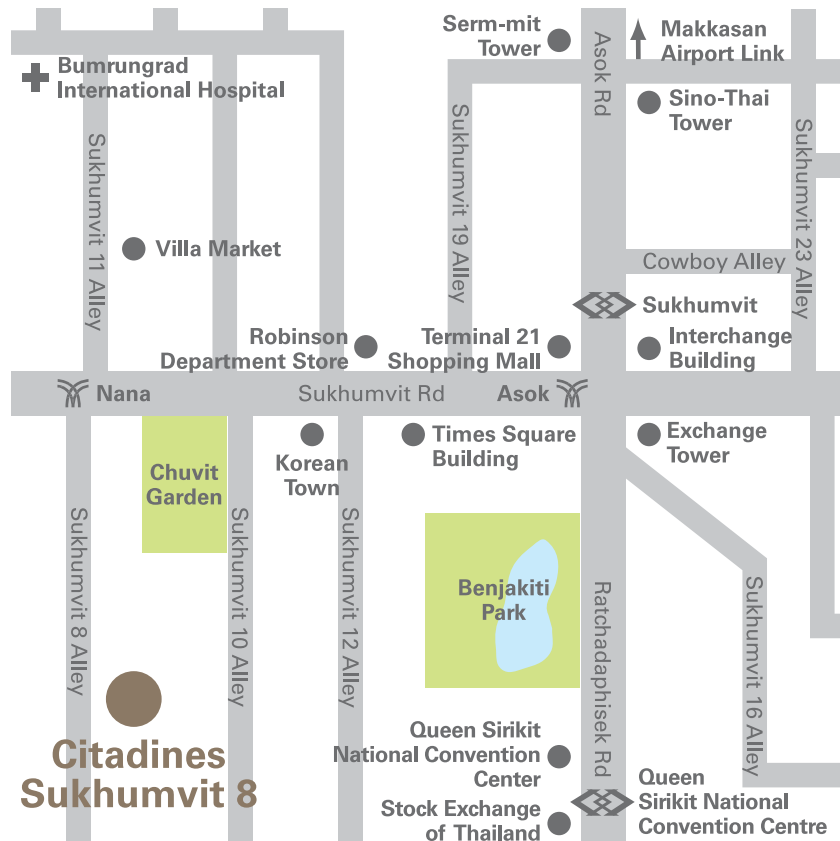 Serm-mit
Tower
Asok Rd
Makkasan
Airport Link
Bumrungrad
International Hospital
Sino-Thai
Tower
Sukhumvit 11 Alley
Sukhumvit 19 Alley
Sukhumvit 23 Alley
Villa Market
Cowboy Alley
Sukhumvit
Robinson
Department Store
Terminal 21
Shopping Mall
Interchange
Building
Nana
Sukhumvit Rd
Asok
Chuvit
Garden
Korean
Town
Times Square
Building
Exchange
Tower
Sukhumvit 8 Alley
Sukhumvit 10 Alley
Sukhumvit 12 Alley
Benjakiti
Park
Ratchadaphisek Rd
Sukhumvit 16 Alley
Citadines
Sukhumvit 8
Queen Sirikit
National Convention
Center
Stock Exchange
of Thailand
Queen
Sirikit National
Convention Centre